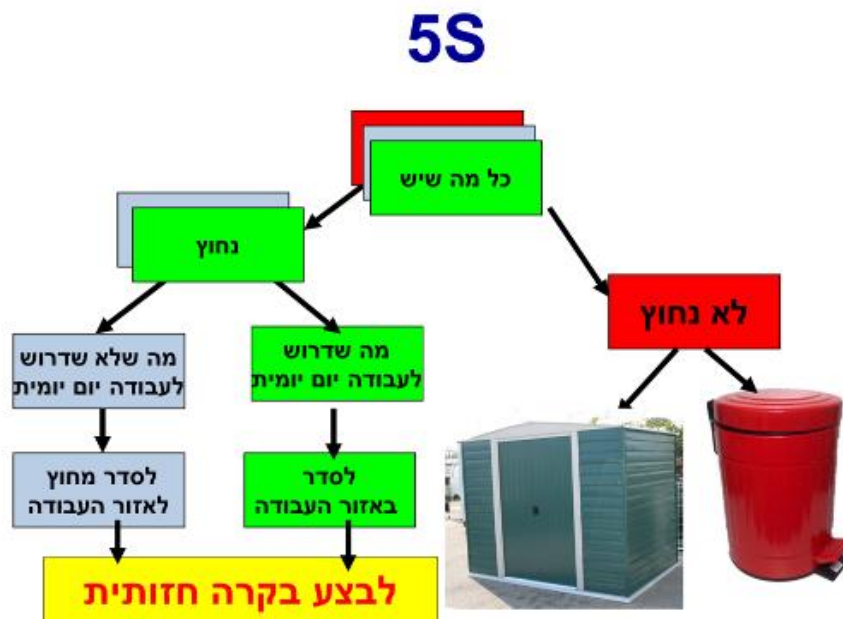 5S
כל מה שיש
נחוץ
לא נחוץ
מה שדרוש
לעבודה יום יומית
מה שלא שדרוש
לעבודה יום יומית
לסדר
באזור העבודה
לסדר מחוץ
לאזור העבודה
לבצע בקרה חזותית